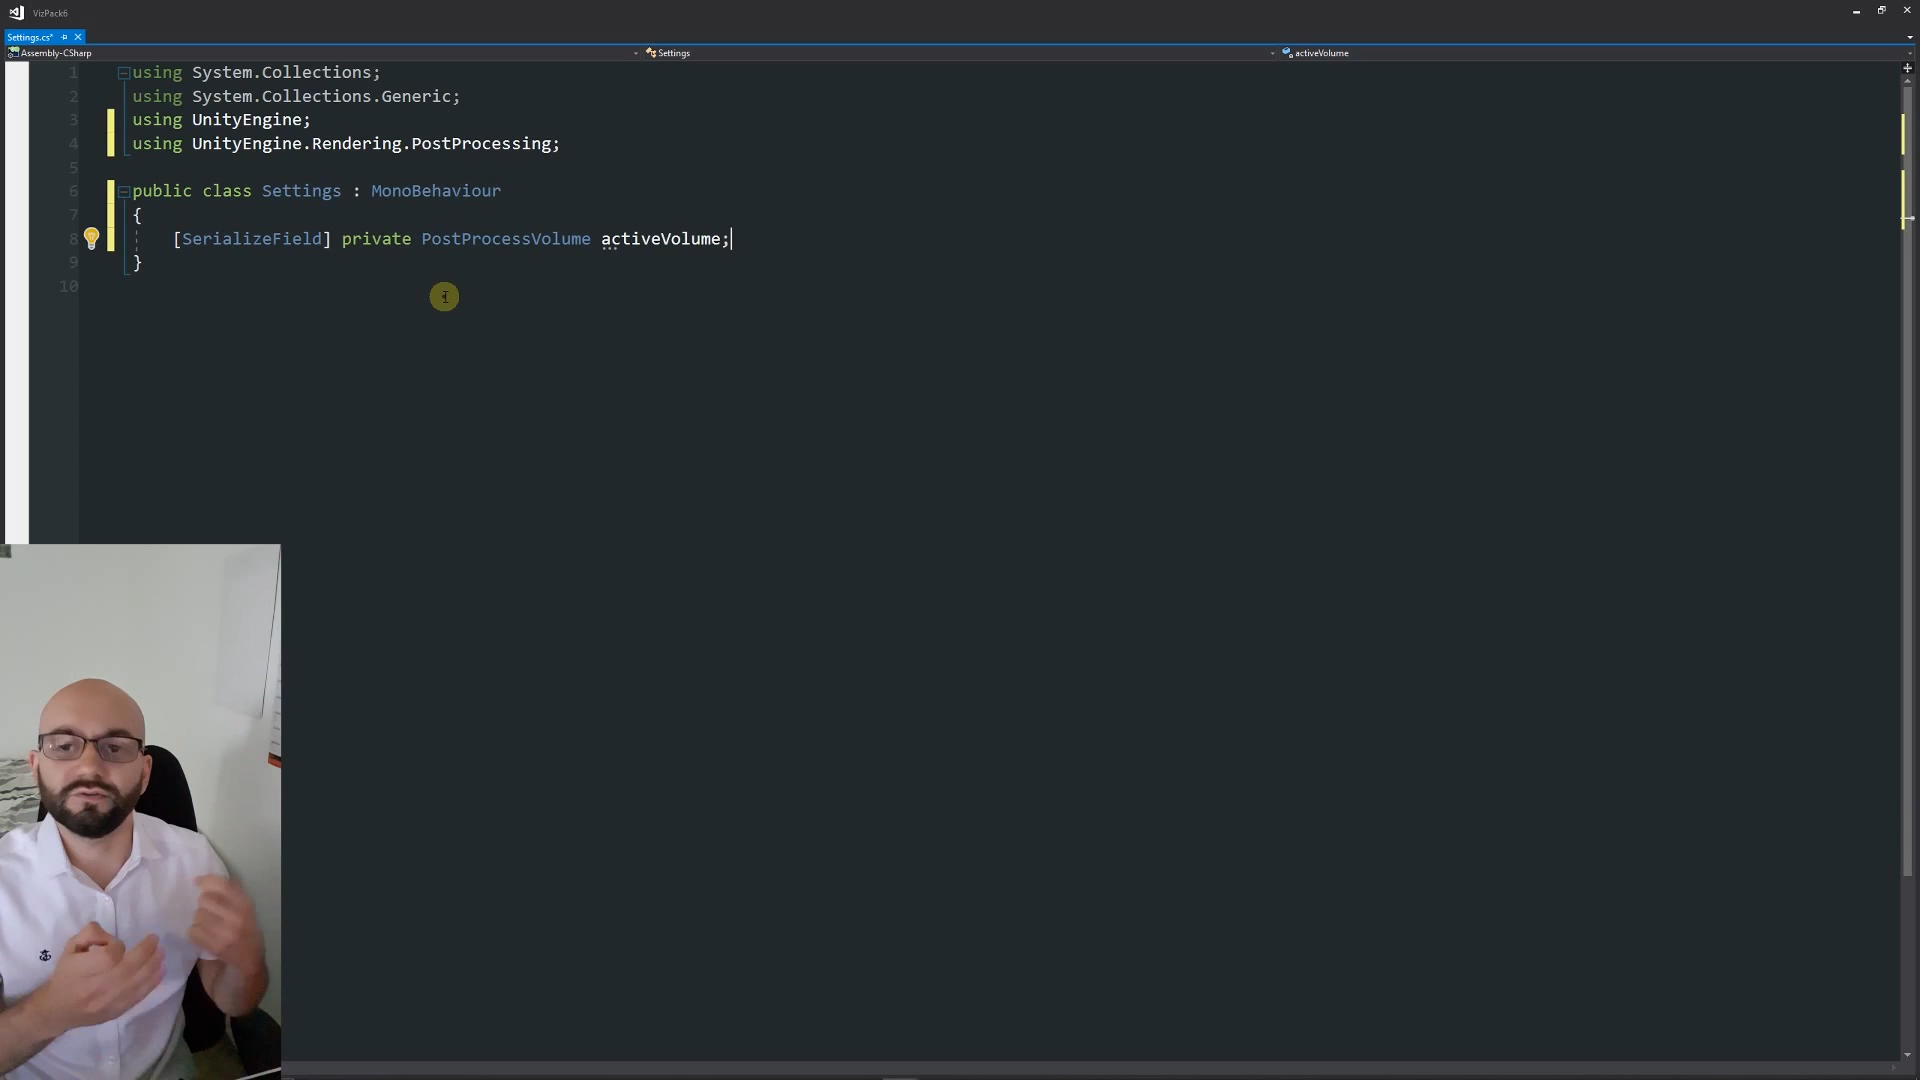 VizPack6
Settings.cs*
Assembly-CSharp
Settings
activeVolume
1 using System.Collections;
2 using System.Collections.Generic;
3 using UnityEngine;
4 using UnityEngine.Rendering.PostProcessing;
5
6 public class Settings : MonoBehaviour
7 {
8 [SerializeField] private PostProcessVolume activeVolume;
9 }
10